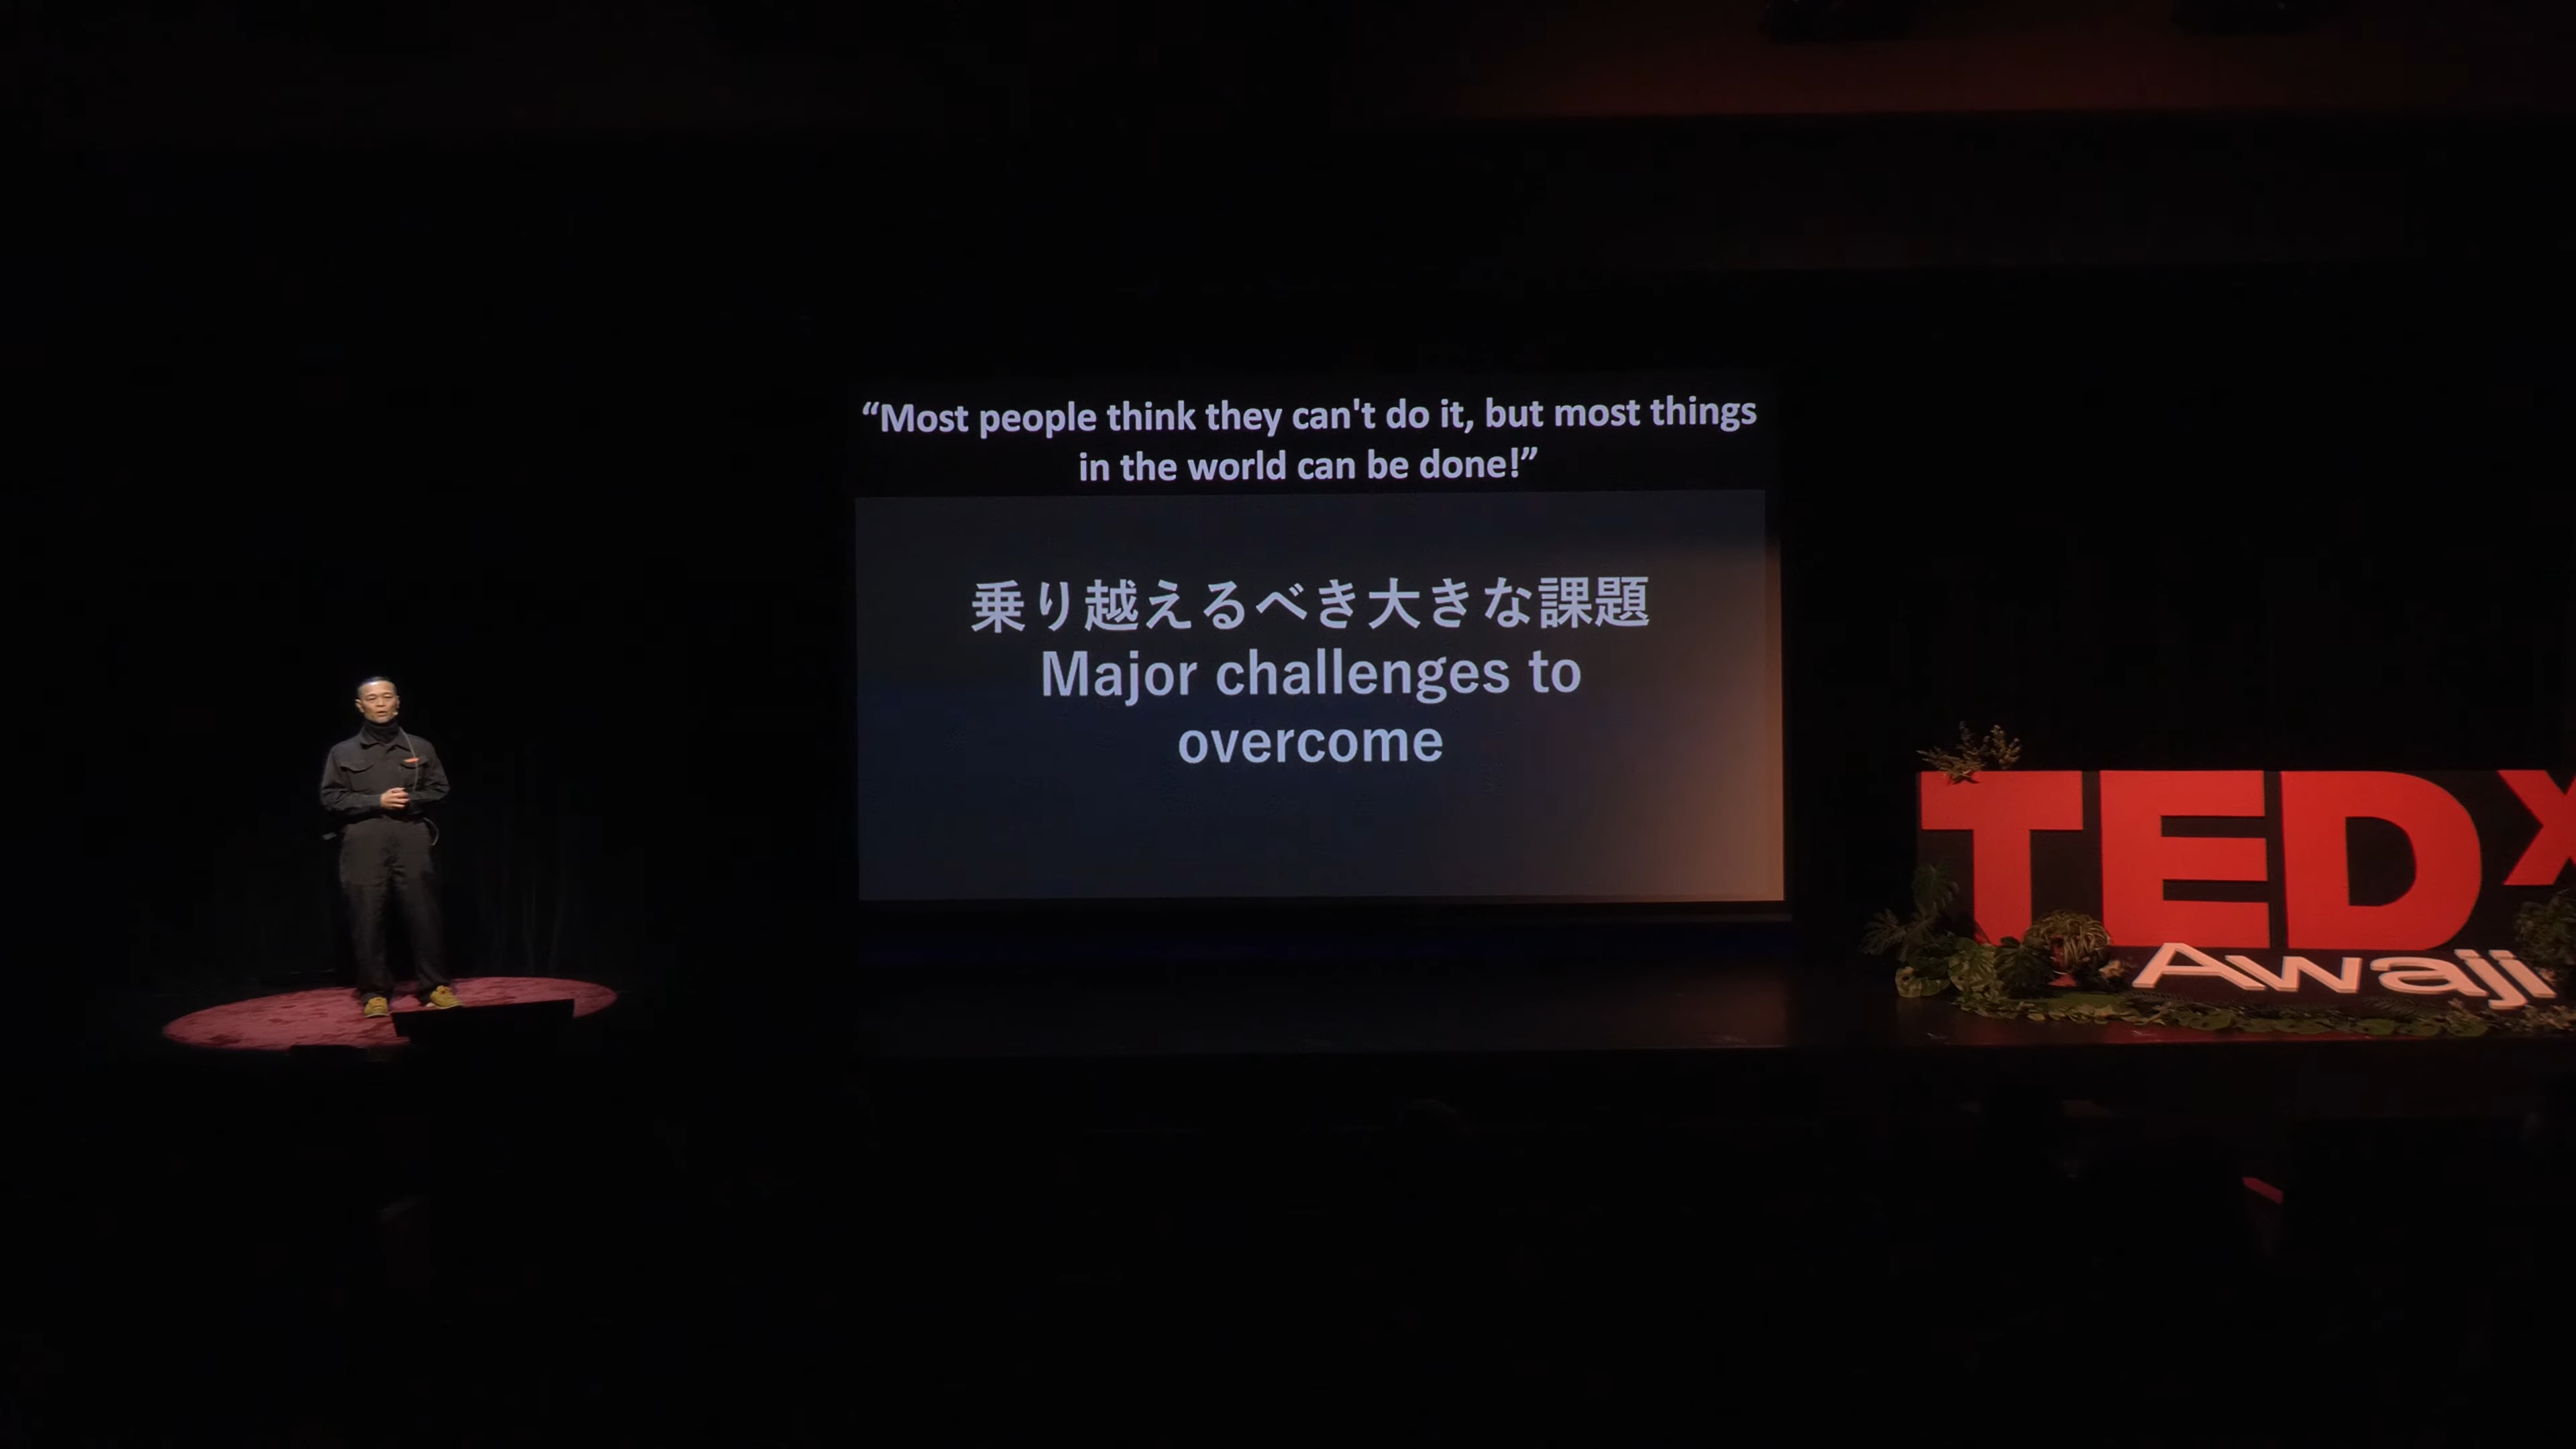 “Most people think they can't do it, but most things
in the world can be done!”
乗り越えるべき大きな課題
Major challenges to
overcome
TEDx
Awaji